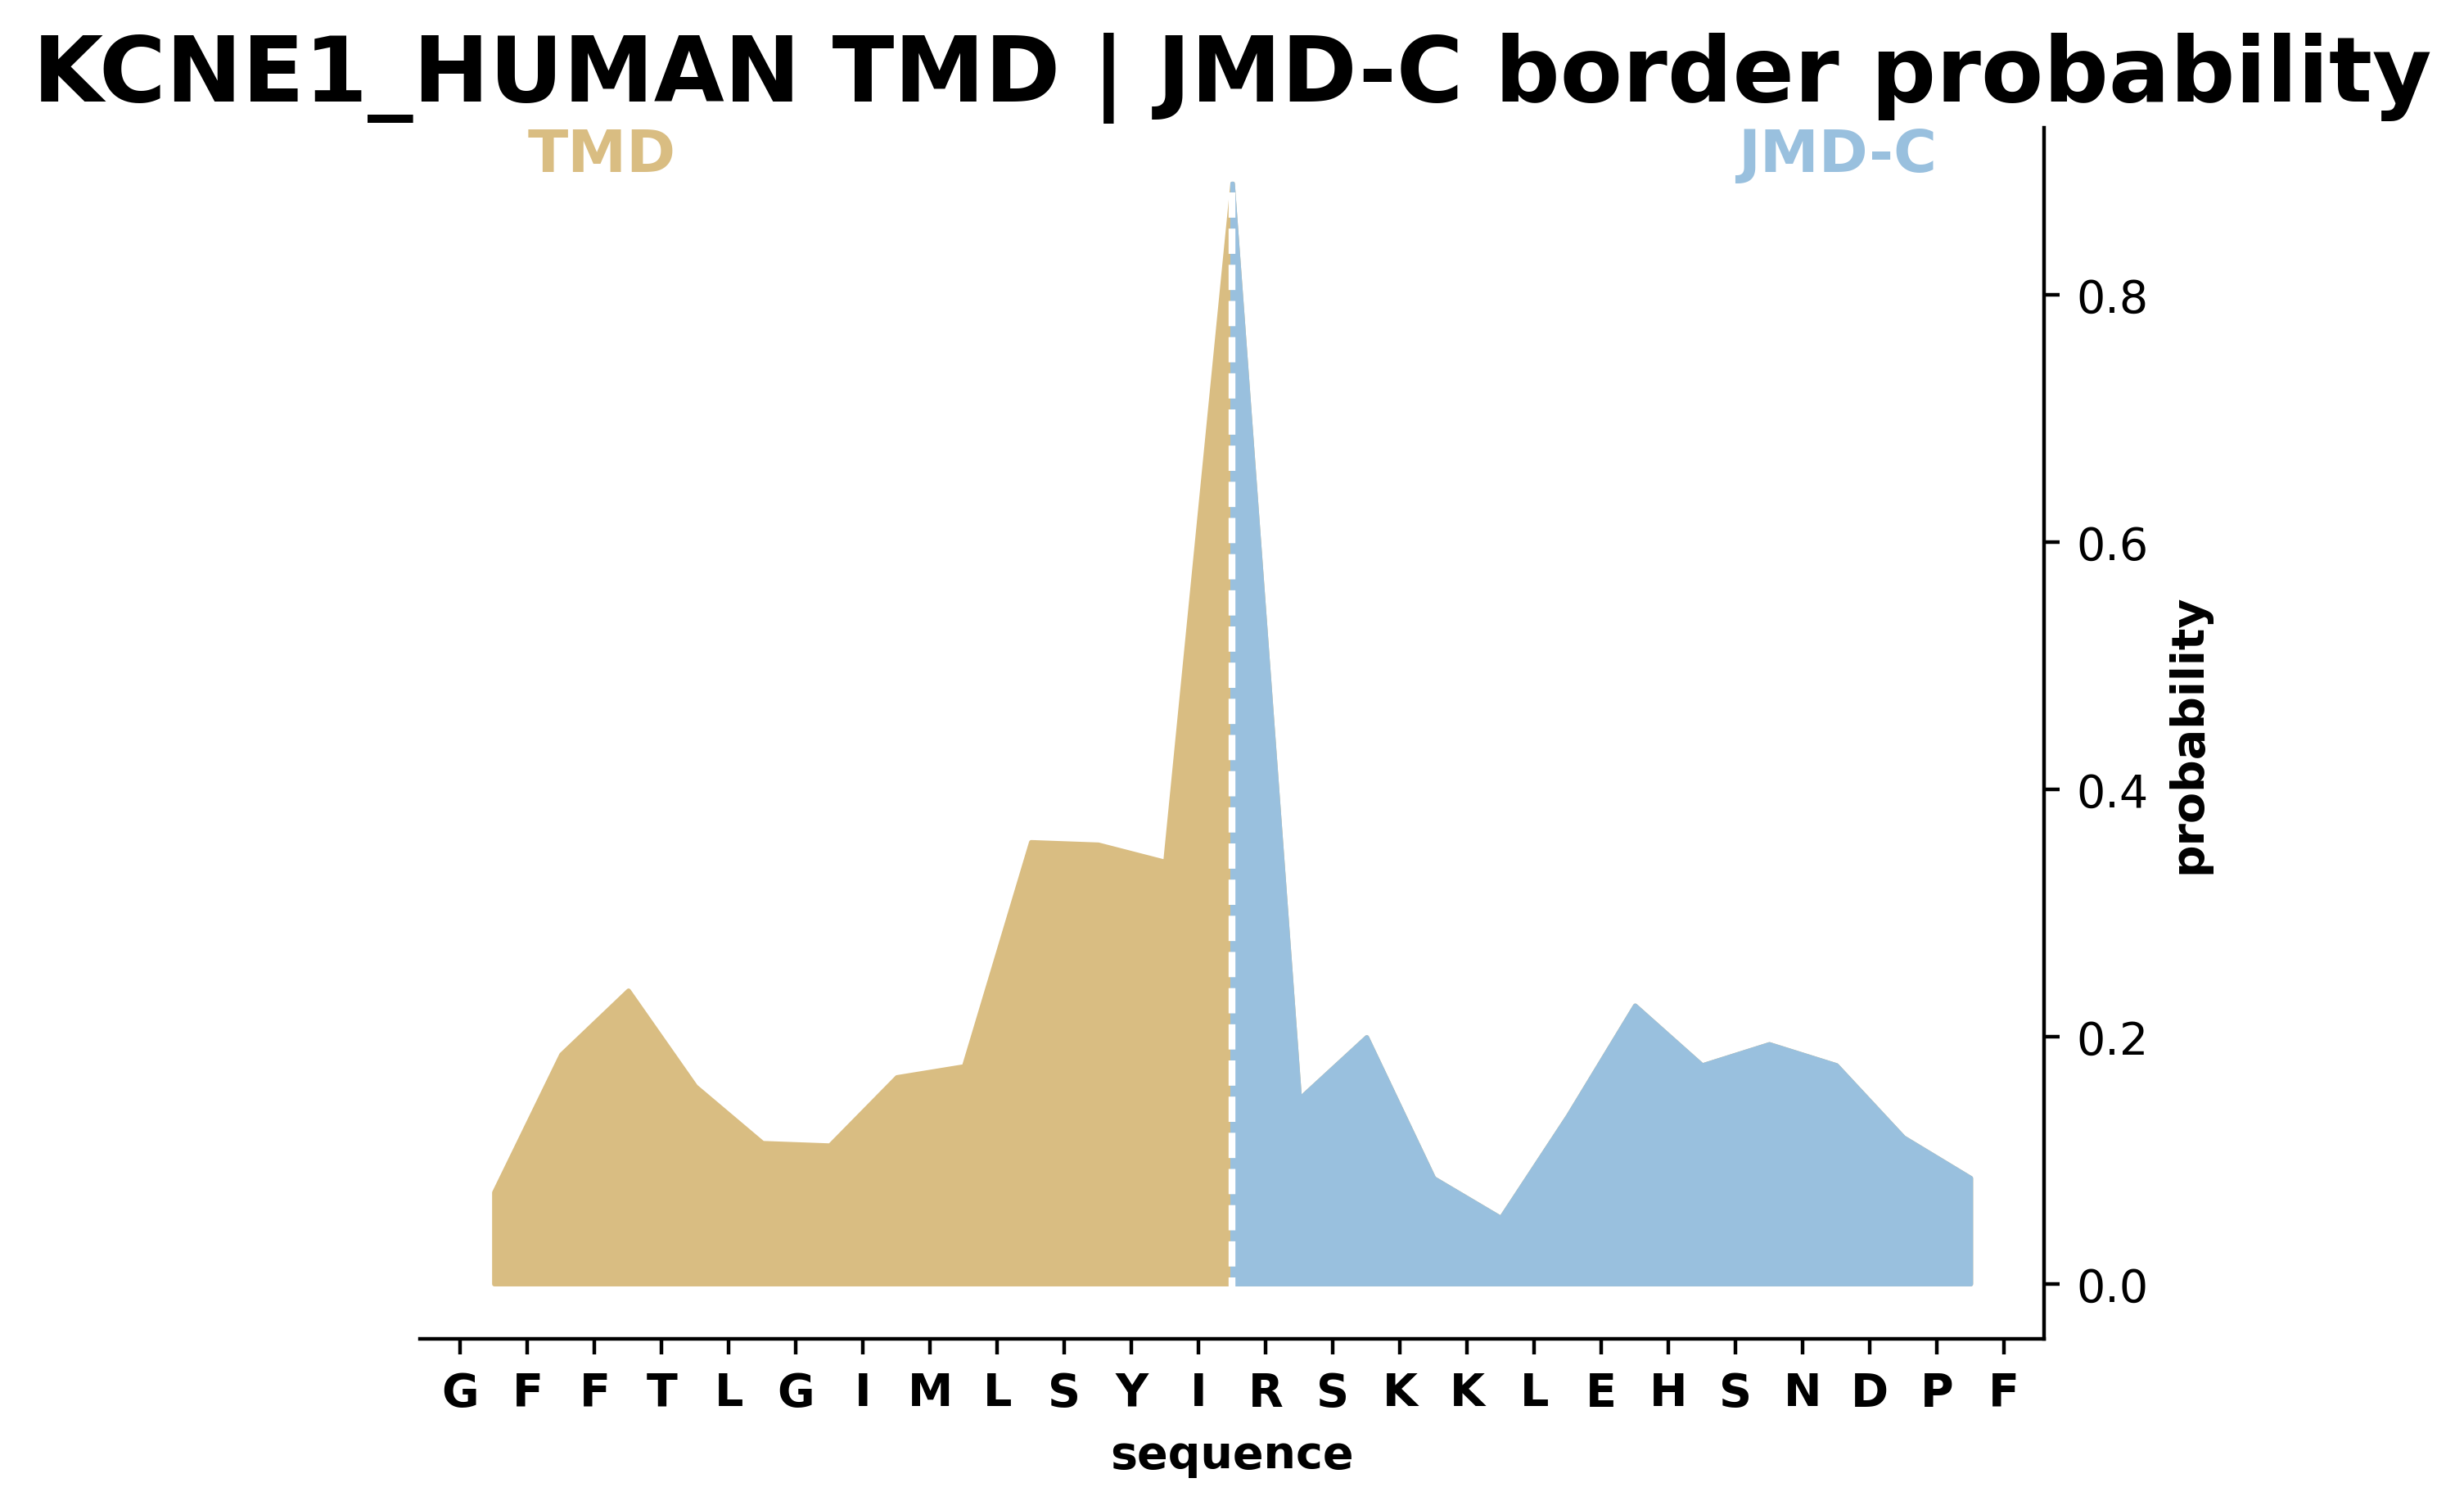 KCNE1_HUMAN TMD | JMD-C border probability
TMD JMD-C
0.8
0.6
0.4
0.2
0.0
probability
G F F T L G I M L S Y I R S K K L E H S N D P F
sequence